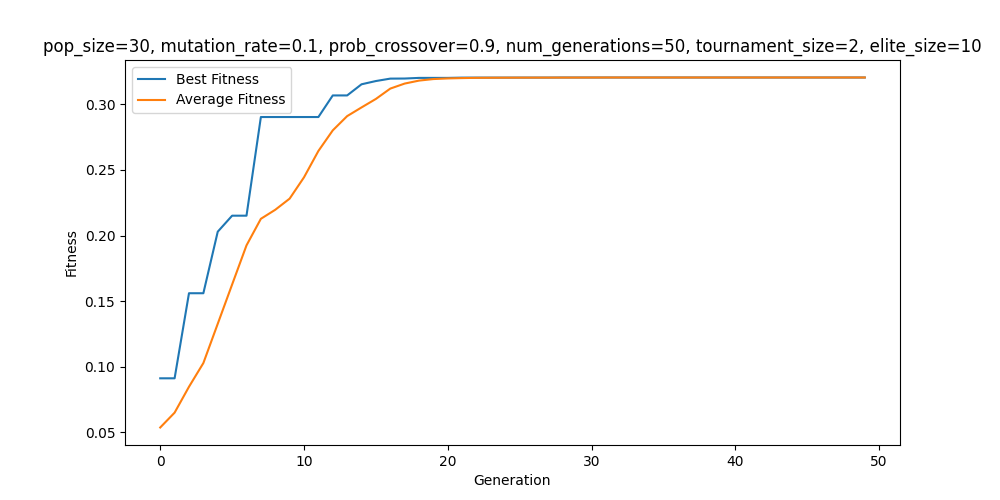 pop_size=30, mutation_rate=0.1, prob_crossover=0.9, num_generations=50, tournament_size=2, elite_size=10
Best Fitness
Average Fitness
Fitness
0.30
0.25
0.20
0.15
0.10
0.05
0
10
20
30
40
50
Generation